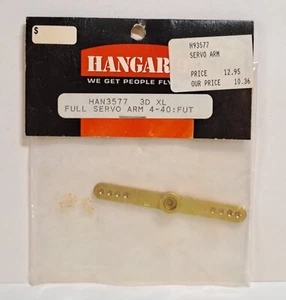 $
HANGAR
WE GET PEOPLE FLY
H93577
SERVO ARM
PRICE 12.95
OUR PRICE 10.36
HAN3577 3D XL
FULL SERVO ARM 4-40:FUT